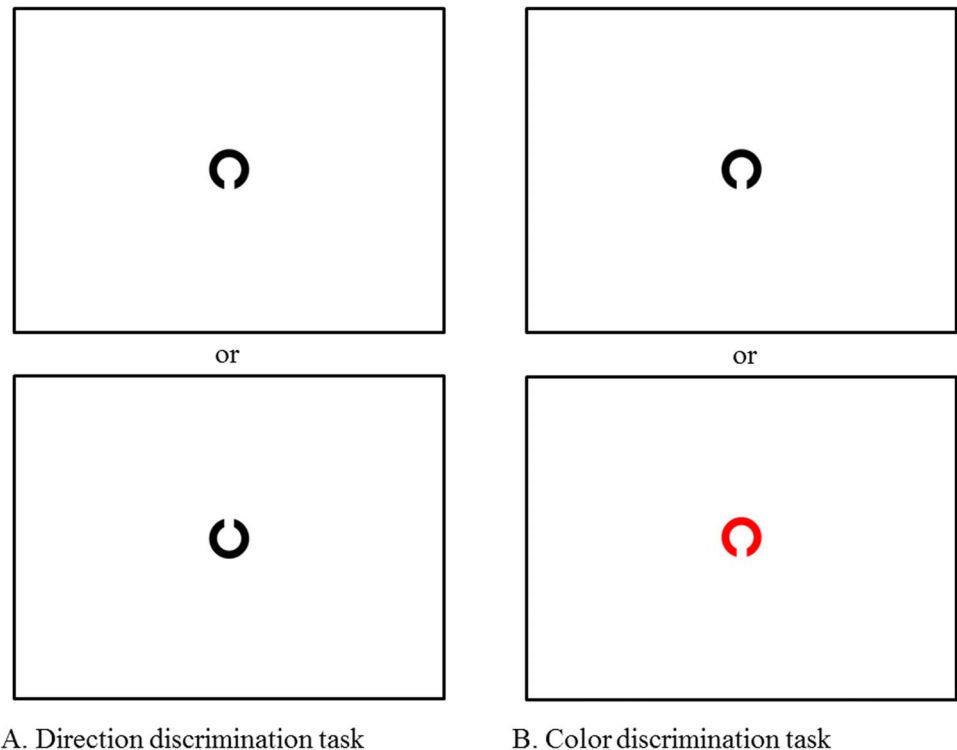 or
or
A. Direction discrimination task
B. Color discrimination task